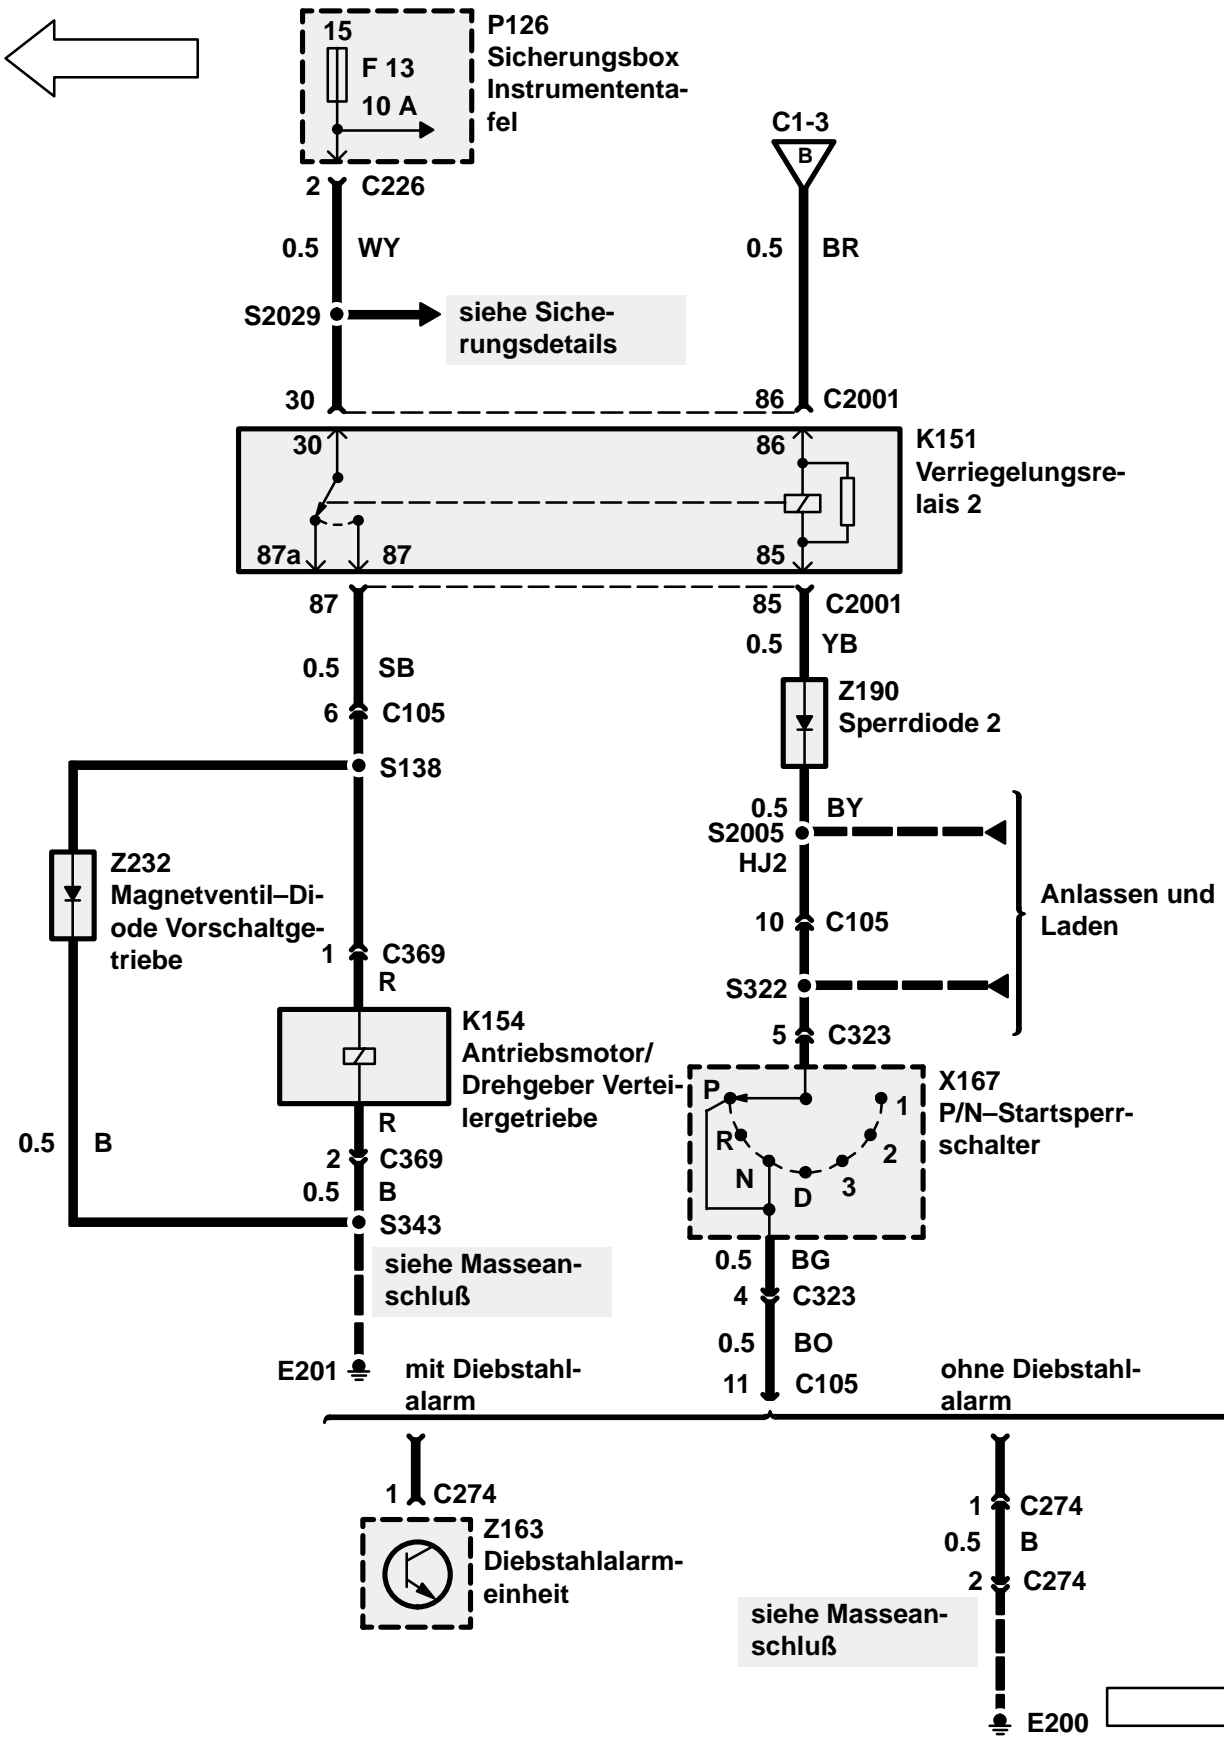 15
F 13
10 A
P126
Sicherungsbox
Instrumententa-
fel
C1-3
B
2 C226
0.5 WY
0.5 BR
S2029
siehe Siche-
rungsdetails
30
86 C2001
30
86
K151
Verriegelungsre-
lais 2
87a 87
85
87
85 C2001
0.5 YB
0.5 SB
6 C105
Z190
Sperrdiode 2
S138
0.5 BY
S2005
HJ2
Z232
Magnetventil–Di-
ode Vorschaltge-
triebe
10 C105
Anlassen und
Laden
1 C369
R
S322
5 C323
K154
Antriebsmotor/
Drehgeber Vertei-
lergetriebe
X167
P/N–Startsperr-
schalter
P
R
N
D
3
2
1
R
2 C369
0.5 B
0.5 B
S343
siehe Massean-
schluß
0.5 BG
4 C323
0.5 BO
11 C105
E201
mit Diebstahl-
alarm
ohne Diebstahl-
alarm
1 C274
Z163
Diebstahlalarm-
einheit
1 C274
0.5 B
2 C274
siehe Massean-
schluß
E200